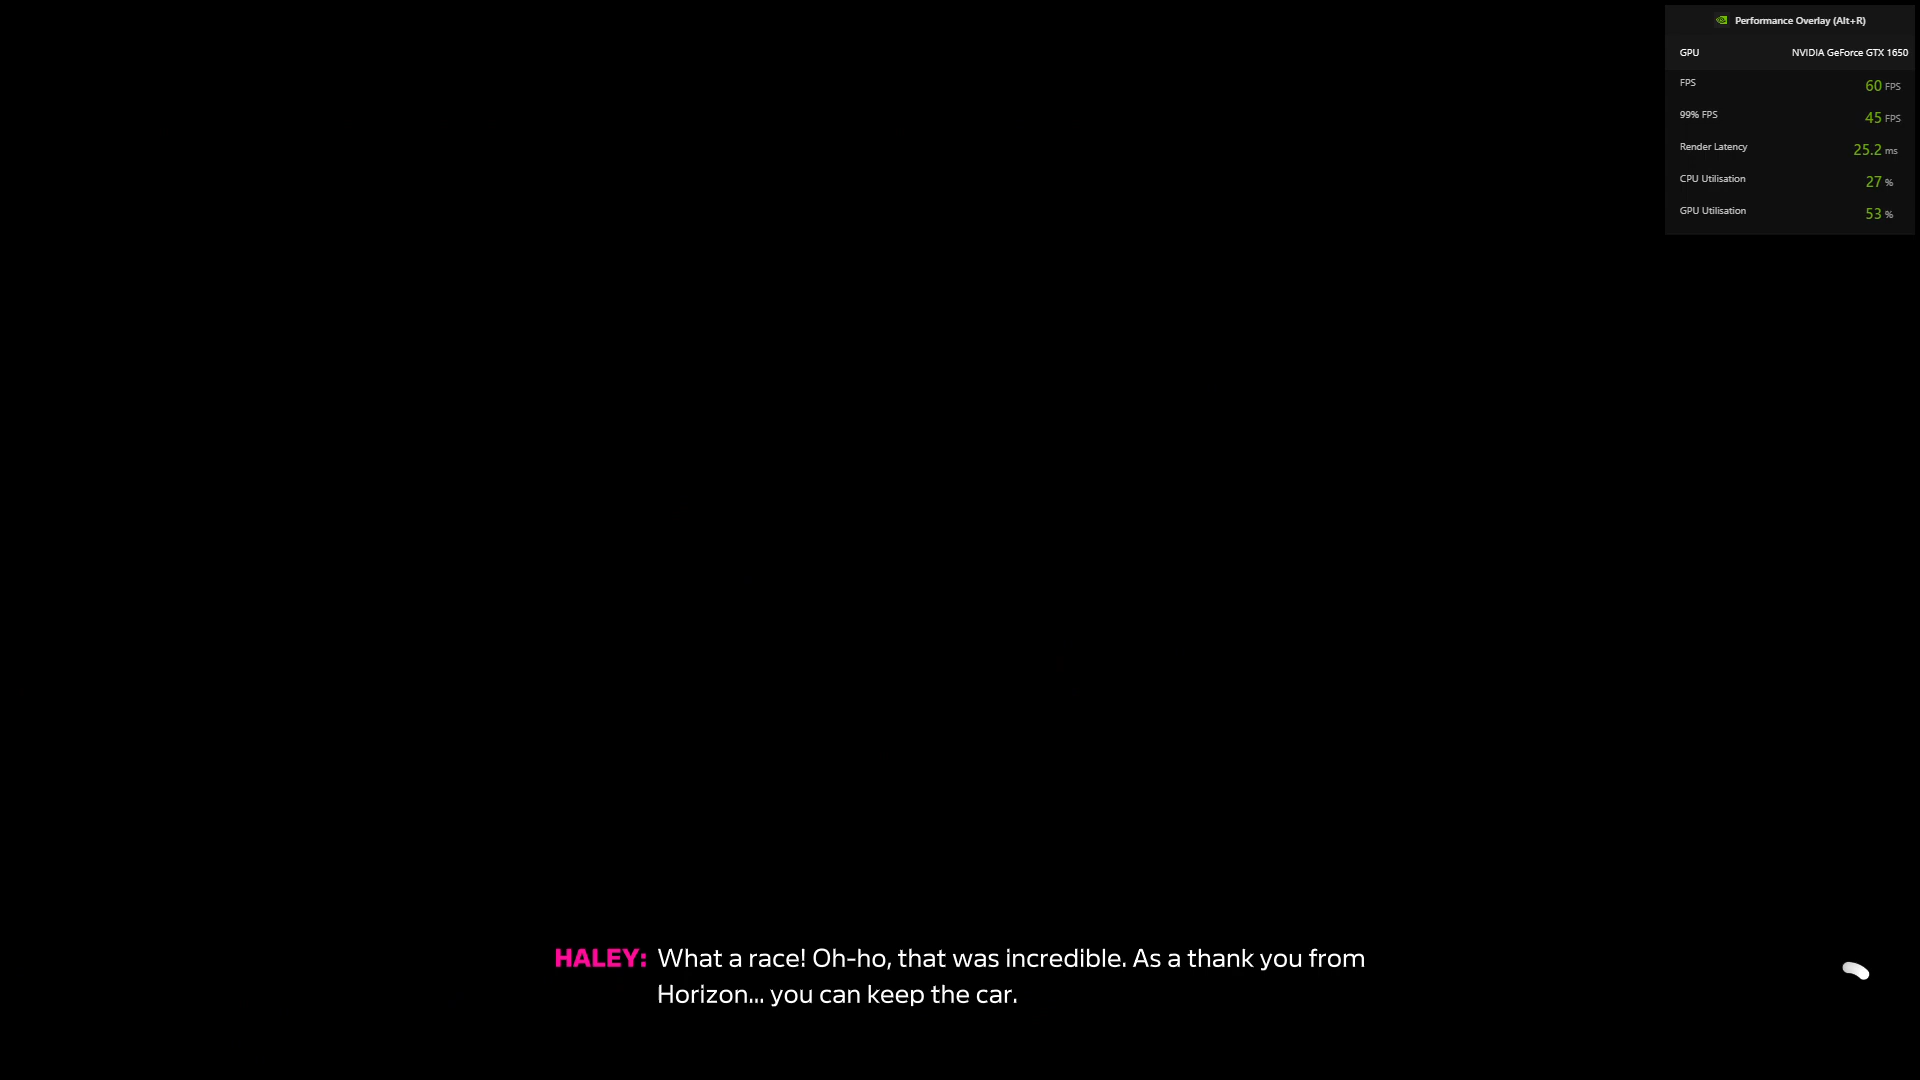 Performance Overlay (Alt+R)
GPU NVIDIA GeForce GTX 1650
FPS 60 FPS
99% FPS 45 FPS
Render Latency 25.2 ms
CPU Utilisation 27 %
GPU Utilisation 53 %
HALEY: What a race! Oh-ho, that was incredible. As a thank you from
Horizon... you can keep the car.